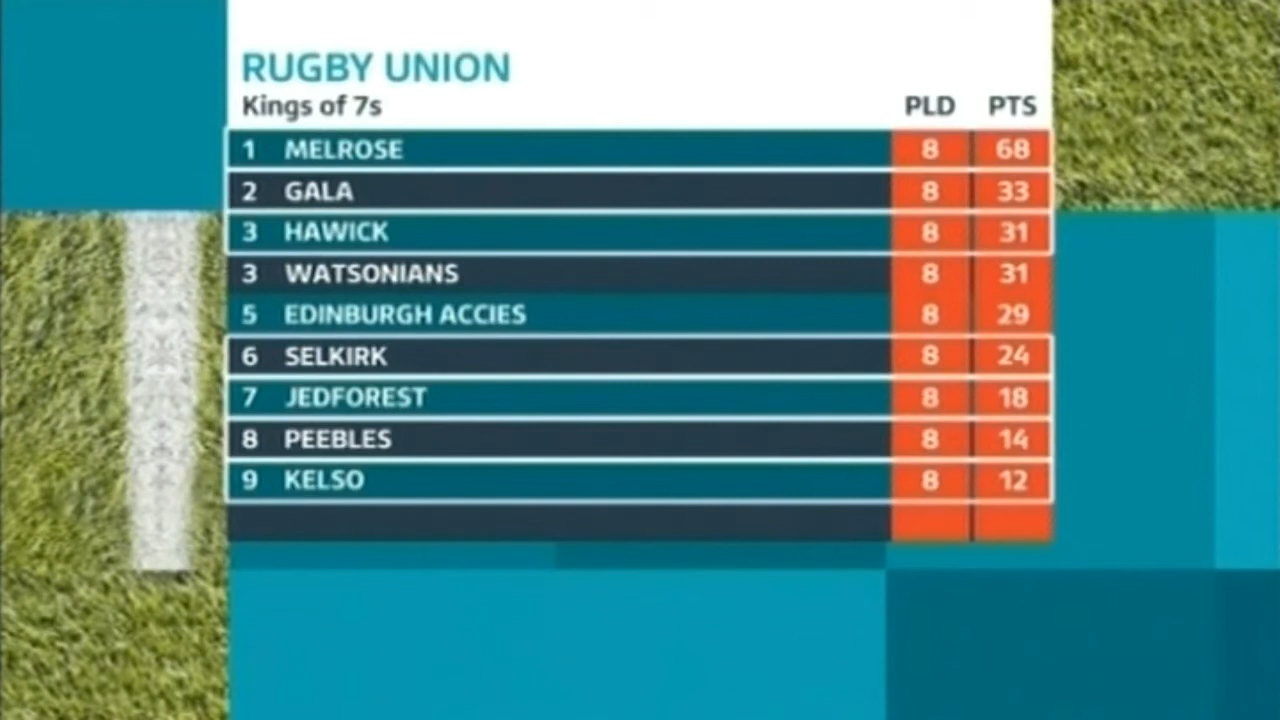 RUGBY UNION
Kings of 7s PLD PTS
1 MELROSE 8 68
2 GALA 8 33
3 HAWICK 8 31
3 WATSONIANS 8 31
5 EDINBURGH ACCIES 8 29
6 SELKIRK 8 24
7 JEDFOREST 8 18
8 PEEBLES 8 14
9 KELSO 8 12